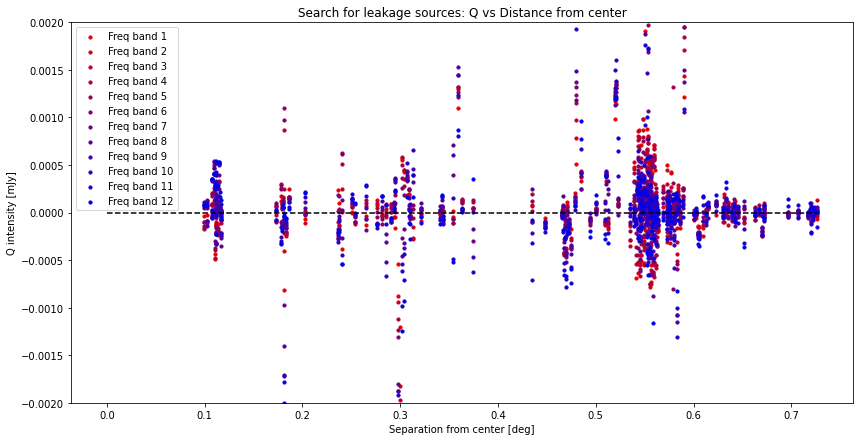 Search for leakage sources: Q vs Distance from center
Q intensity [mJy]
0.0020
0.0015
0.0010
0.0005
0.0000
−0.0005
−0.0010
−0.0015
−0.0020
Freq band 1
Freq band 2
Freq band 3
Freq band 4
Freq band 5
Freq band 6
Freq band 7
Freq band 8
Freq band 9
Freq band 10
Freq band 11
Freq band 12
0.0 0.1 0.2 0.3 0.4 0.5 0.6 0.7
Separation from center [deg]